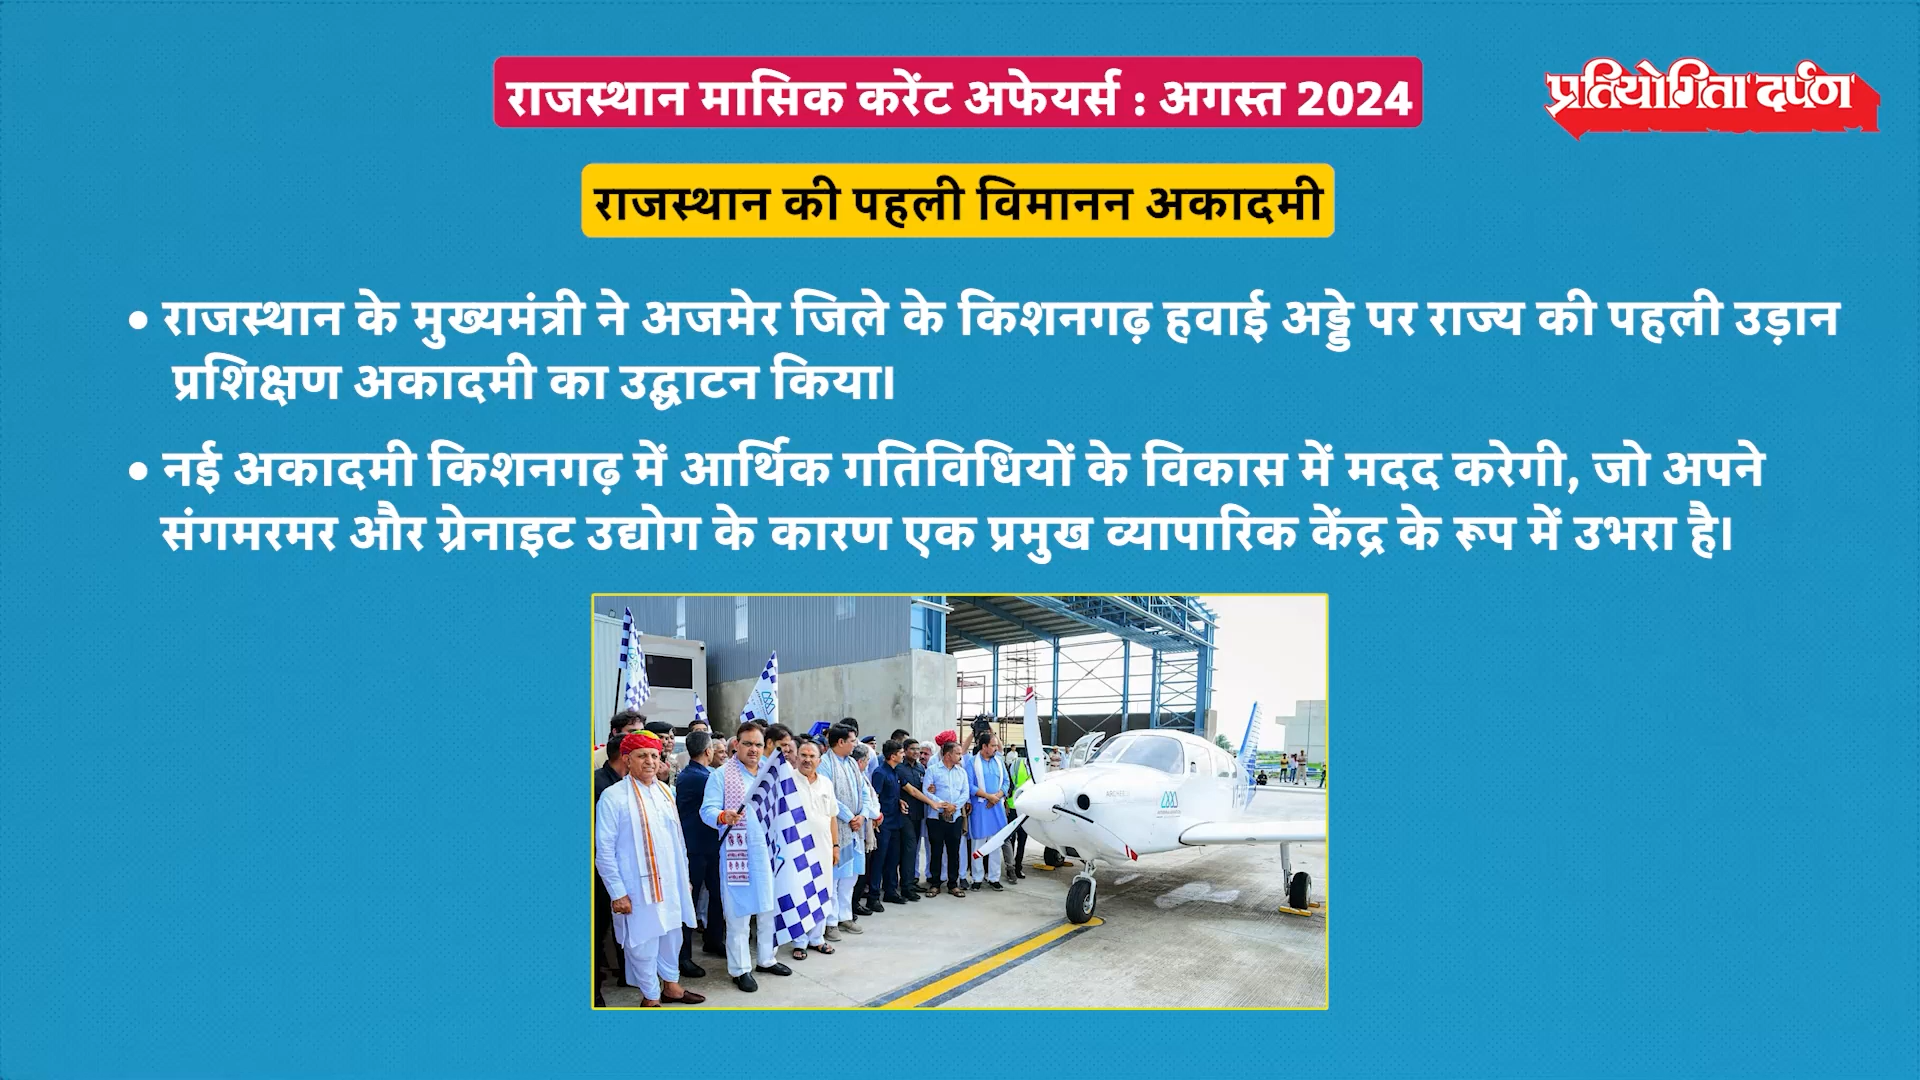 राजस्थान मासिक करेंट अफेयर्स : अगस्त 2024
प्रतियोगिता दर्पण
राजस्थान की पहली विमानन अकादमी
• राजस्थान के मुख्यमंत्री ने अजमेर जिले के किशनगढ़ हवाई अड्डे पर राज्य की पहली उड़ान
प्रशिक्षण अकादमी का उद्घाटन किया।
• नई अकादमी किशनगढ़ में आर्थिक गतिविधियों के विकास में मदद करेगी, जो अपने
संगमरमर और ग्रेनाइट उद्योग के कारण एक प्रमुख व्यापारिक केंद्र के रूप में उभरा है।